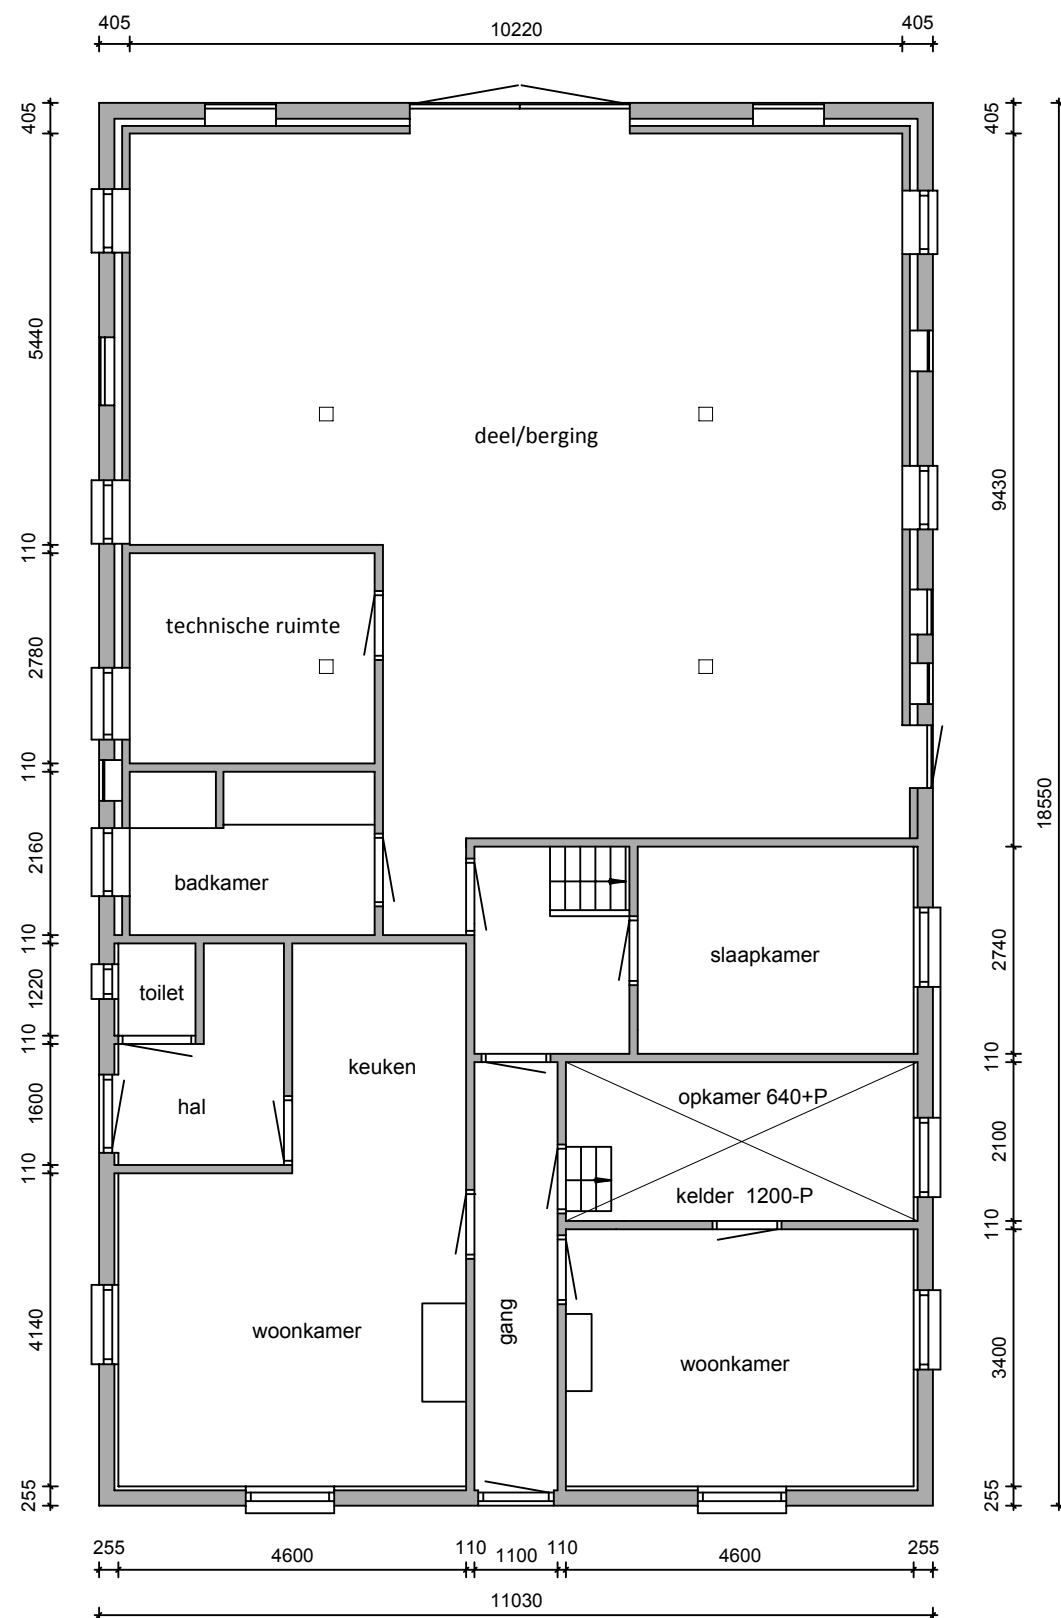 405
10220
405
405
405
5440
deel/berging
9430
110
technische ruimte
2780
110
18550
2160
badkamer
110
slaapkamer
2740
1220
toilet
110
keuken
110
1600
hal
opkamer 640+P
2100
110
kelder 1200-P
110
4140
woonkamer
gang
woonkamer
3400
255
255
255
4600
110
1100
110
4600
255
11030